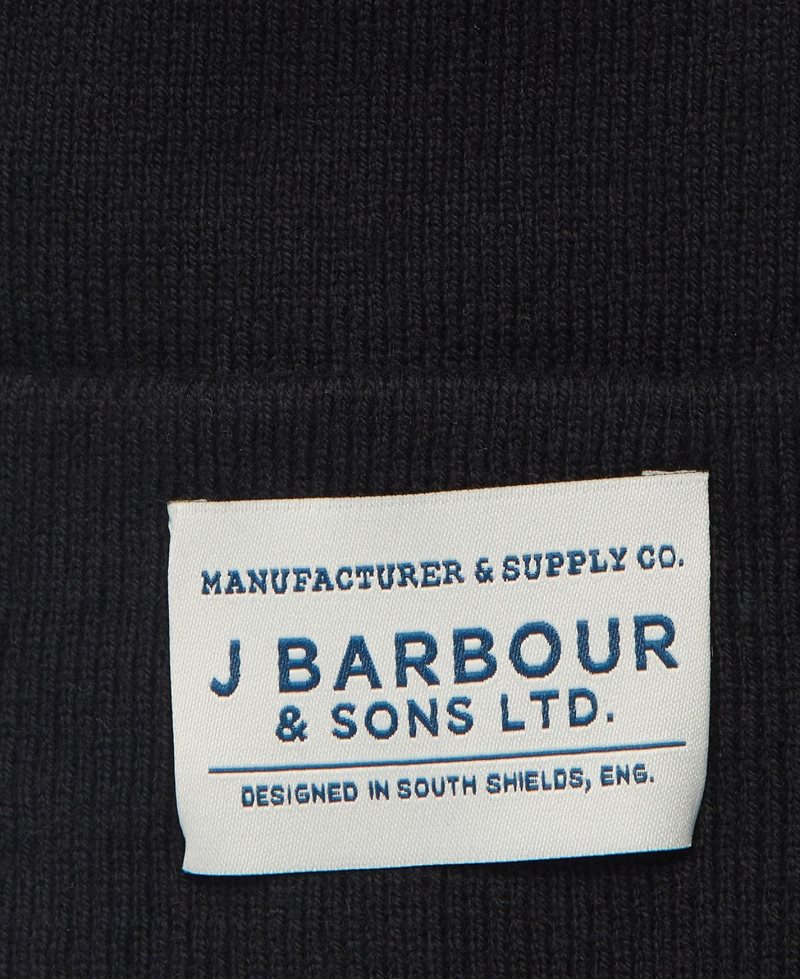 MANUFACTURER & SUPPLY CO.
J BARBOUR
& SONS LTD.
DESIGNED IN SOUTH SHIELDS, ENG.